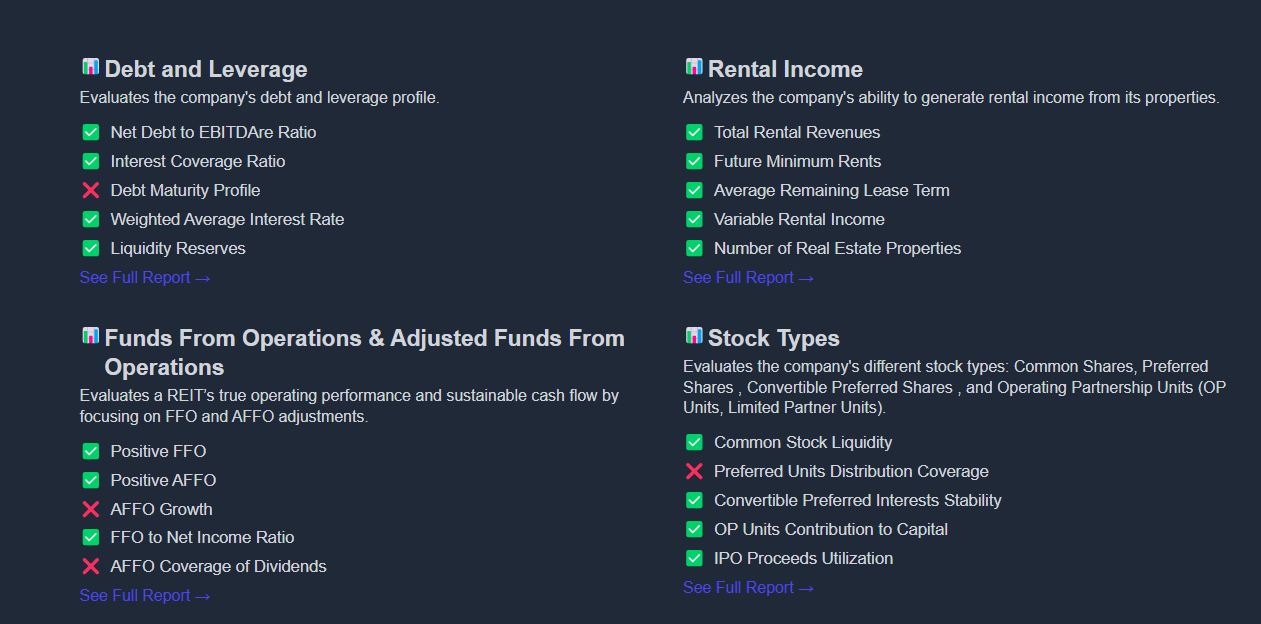 Debt and Leverage
Evaluates the company's debt and leverage profile.
Net Debt to EBITDAre Ratio
Interest Coverage Ratio
Debt Maturity Profile
Weighted Average Interest Rate
Liquidity Reserves
See Full Report →
Rental Income
Analyzes the company's ability to generate rental income from its properties.
Total Rental Revenues
Future Minimum Rents
Average Remaining Lease Term
Variable Rental Income
Number of Real Estate Properties
See Full Report →
Funds From Operations & Adjusted Funds From
Operations
Evaluates a REIT’s true operating performance and sustainable cash flow by
focusing on FFO and AFFO adjustments.
Positive FFO
Positive AFFO
AFFO Growth
FFO to Net Income Ratio
AFFO Coverage of Dividends
See Full Report →
Stock Types
Evaluates the company's different stock types: Common Shares, Preferred
Shares , Convertible Preferred Shares , and Operating Partnership Units (OP
Units, Limited Partner Units).
Common Stock Liquidity
Preferred Units Distribution Coverage
Convertible Preferred Interests Stability
OP Units Contribution to Capital
IPO Proceeds Utilization
See Full Report →